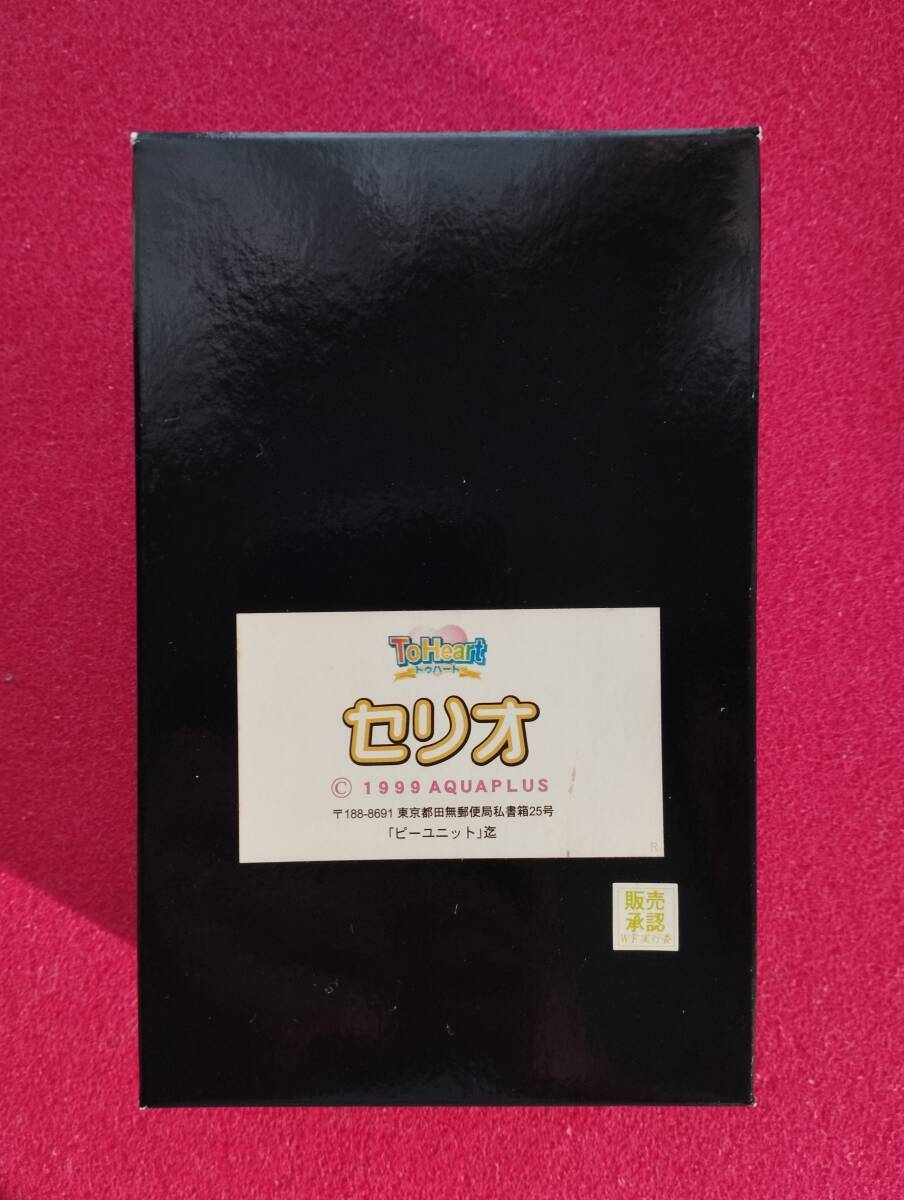 ToHeart
トゥハート
セリオ
© 1999 AQUAPLUS
〒188-8691 東京都田無郵便局私書箱25号
「ピーユニット」迄
R
販売
承認
WF実行委